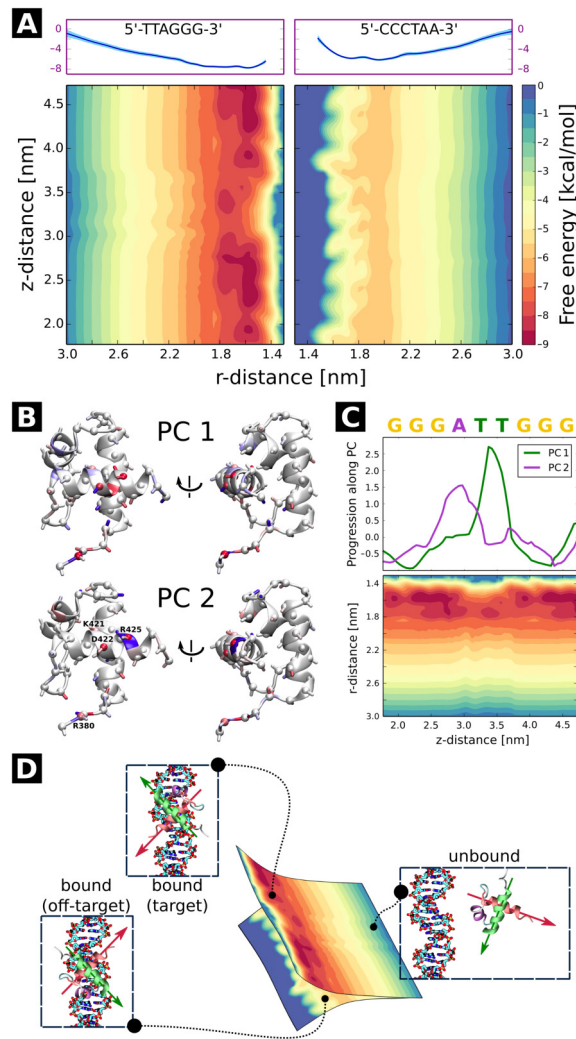 A
5'-TTAGGG-3'
5'-CCCTAA-3'
0
-2
-4
-6
-8
0
-2
-4
-6
-8
z-distance [nm]
4.5
4.0
3.5
3.0
2.5
2.0
3.0 2.6 2.2 1.8 1.4
1.4 1.8 2.2 2.6 3.0
r-distance [nm]
0
-1
-2
-3
-4
-5
-6
-7
-8
-9
Free energy [kcal/mol]
B
PC 1
PC 2
K421
D422
R425
R380
C
G G G A T T G G G
Progression along PC
2.5
2.0
1.5
1.0
0.5
0.0
-0.5
PC 1
PC 2
r-distance [nm]
1.4
1.8
2.2
2.6
3.0
2.0 2.5 3.0 3.5 4.0 4.5
z-distance [nm]
D
bound
(target)
bound
(off-target)
unbound